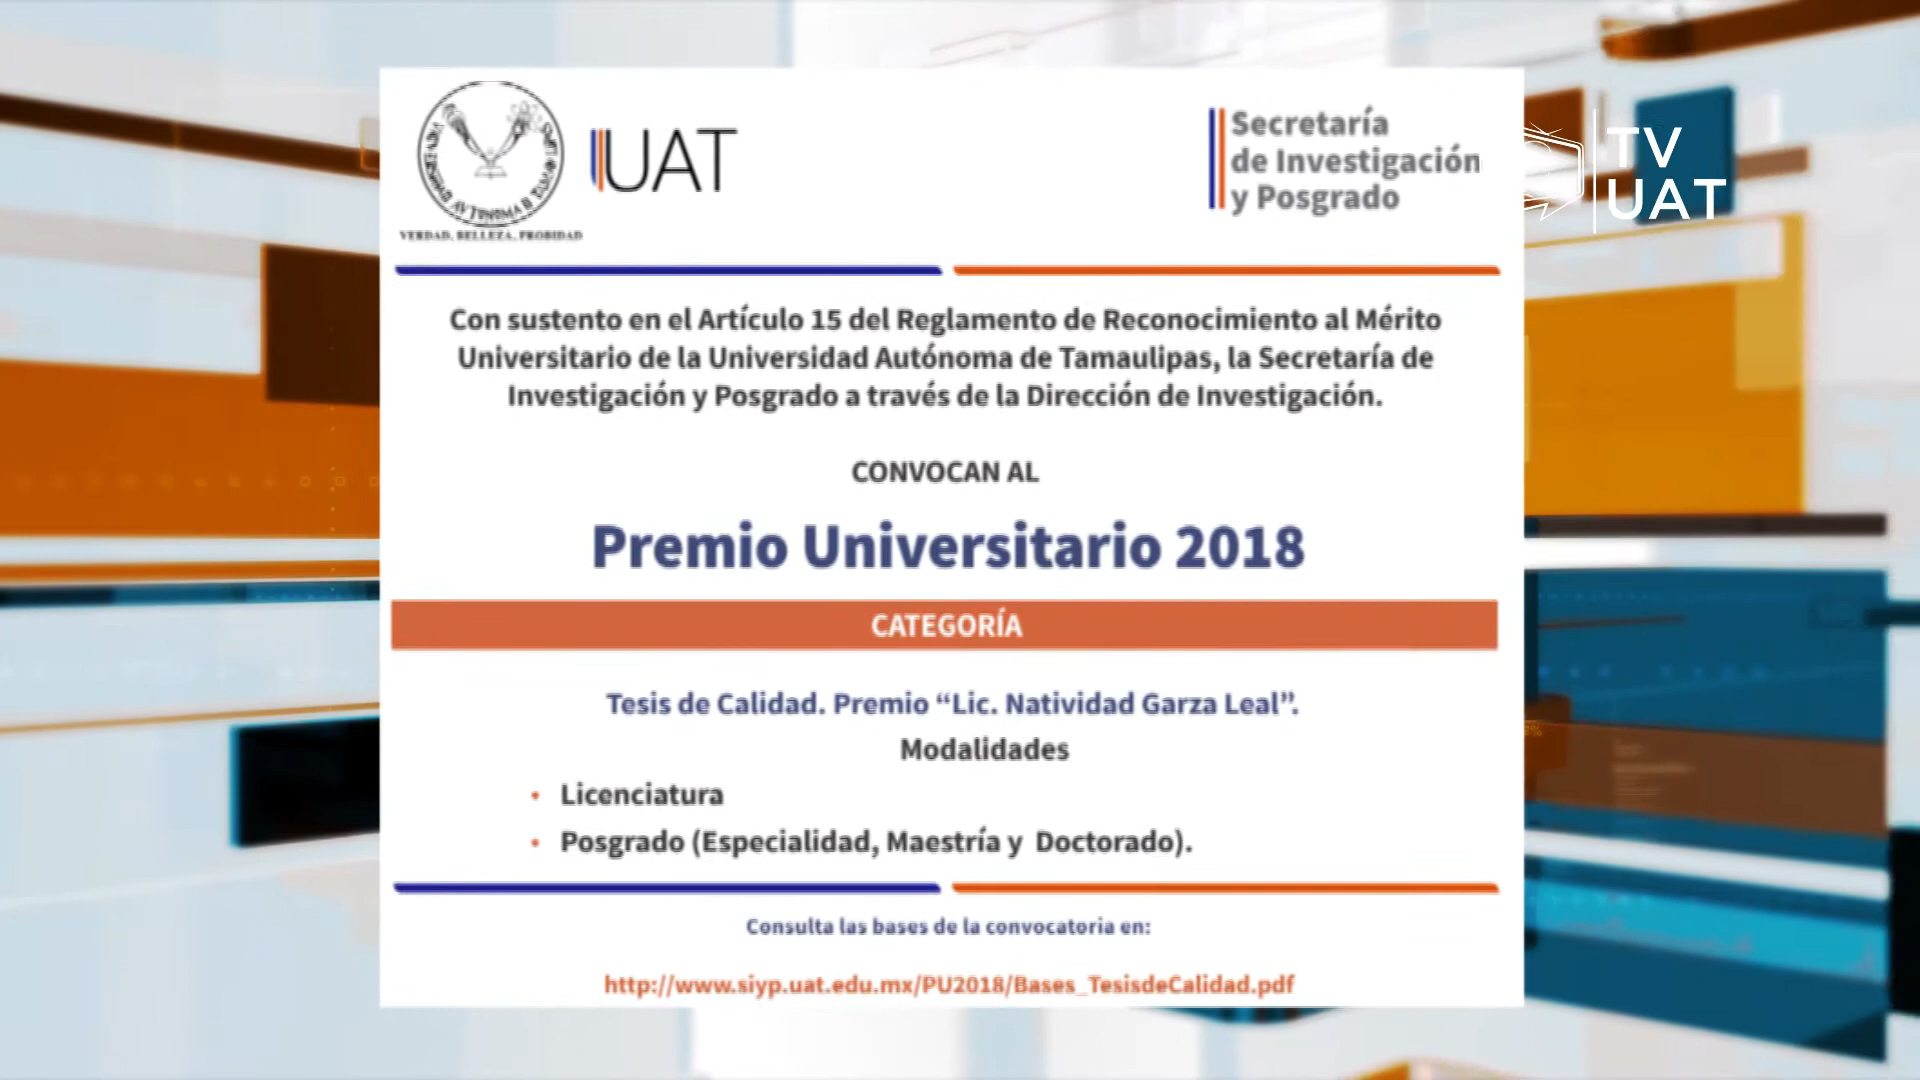 UAT
Secretaría
de Investigación
y Posgrado
TV
UAT
VERDAD, BELLEZA, PROBIDAD
Con sustento en el Artículo 15 del Reglamento de Reconocimiento al Mérito
Universitario de la Universidad Autónoma de Tamaulipas, la Secretaría de
Investigación y Posgrado a través de la Dirección de Investigación.
CONVOCAN AL
Premio Universitario 2018
CATEGORÍA
Tesis de Calidad. Premio “Lic. Natividad Garza Leal”.
Modalidades
• Licenciatura
• Posgrado (Especialidad, Maestría y Doctorado).
Consulta las bases de la convocatoria en:
http://www.siyp.uat.edu.mx/PU2018/Bases_TesisdeCalidad.pdf